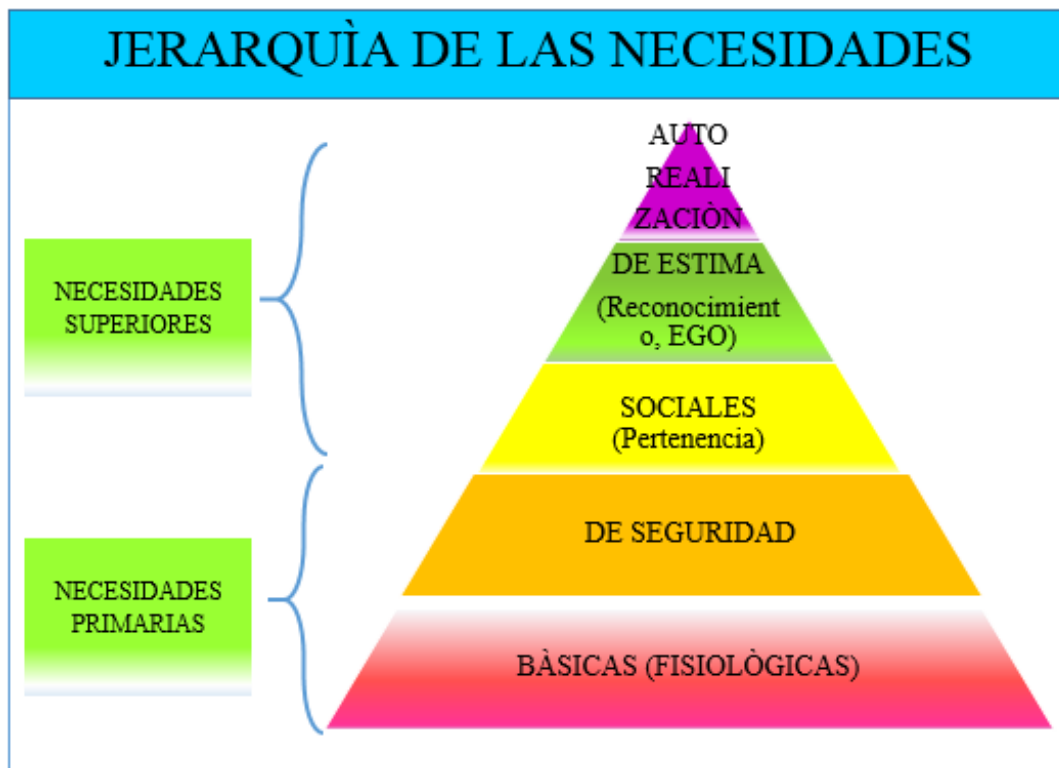 JERARQUÌA DE LAS NECESIDADES
AUTO
REALI
ZACIÒN
DE ESTIMA
(Reconocimient
o, EGO)
NECESIDADES
SUPERIORES
SOCIALES
(Pertenencia)
DE SEGURIDAD
NECESIDADES
PRIMARIAS
BÀSICAS (FISIOLÒGICAS)